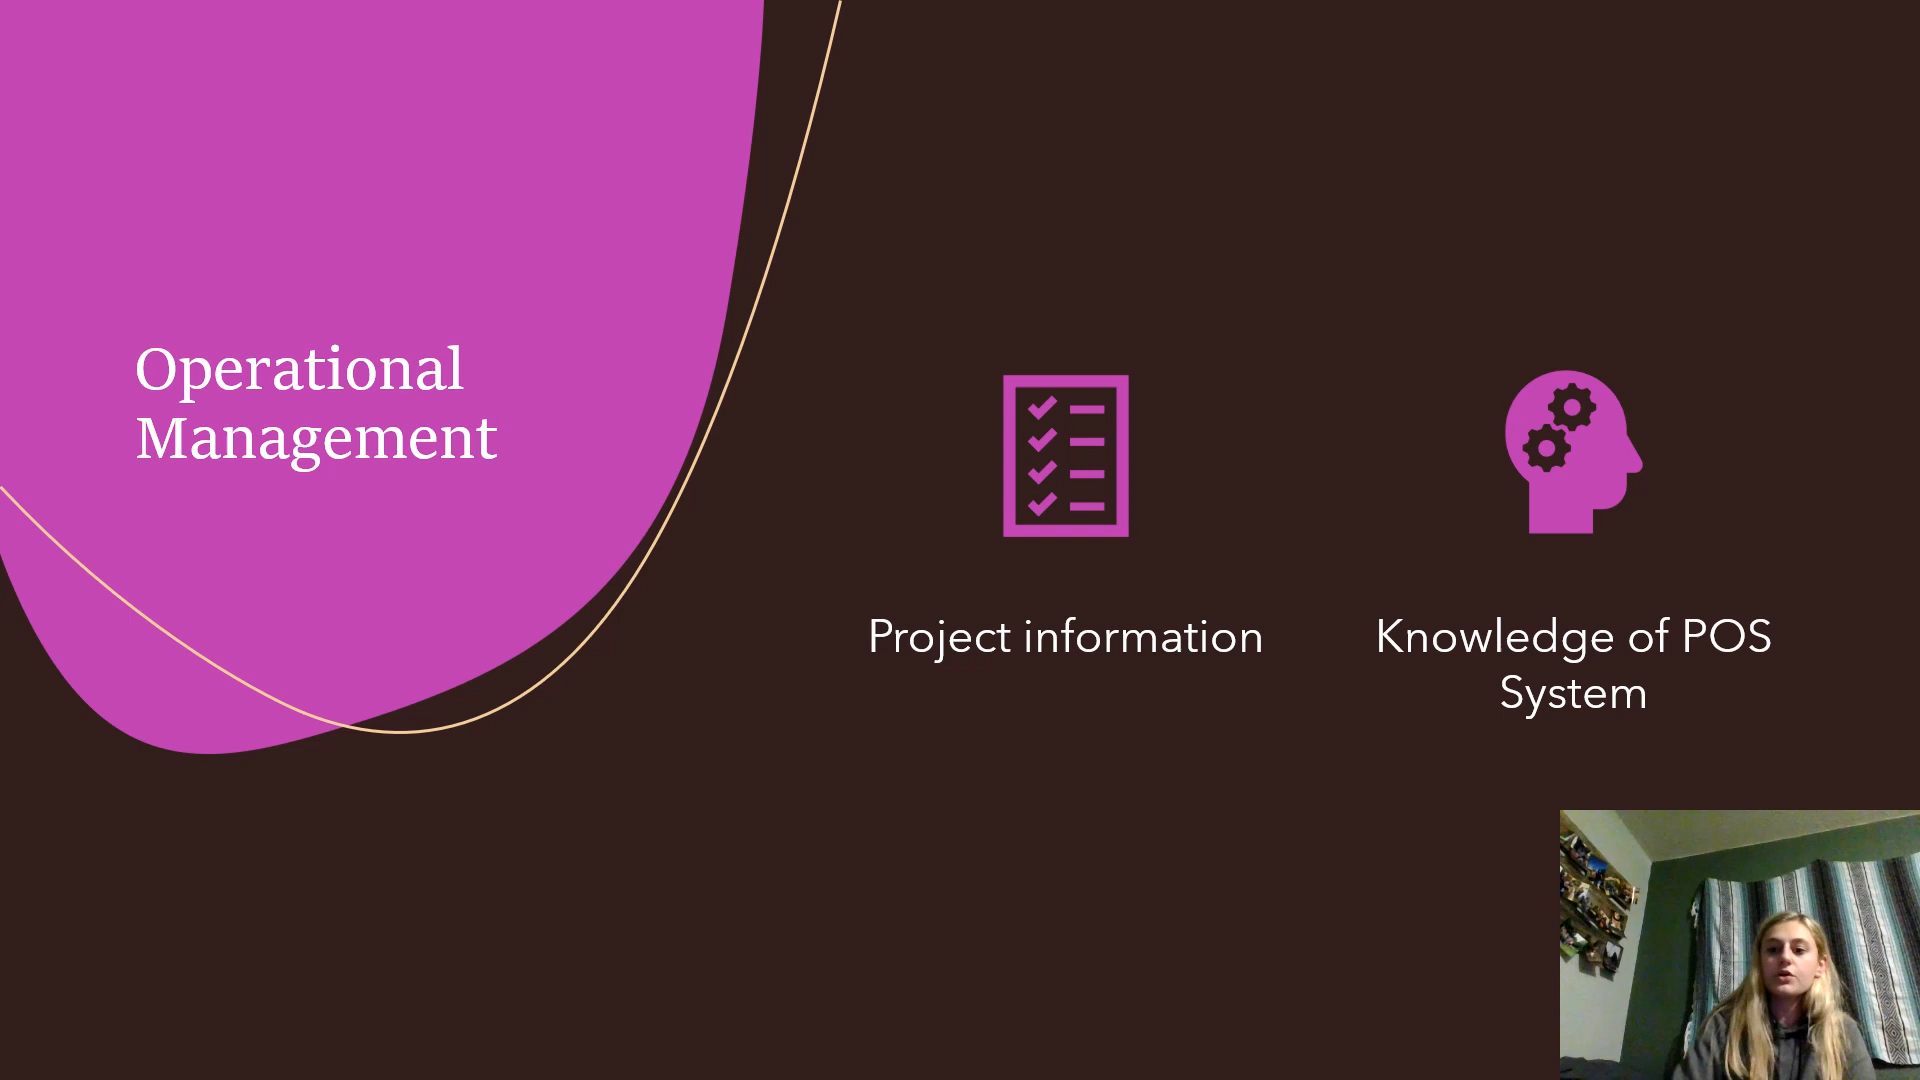 Operational
Management
Project information
Knowledge of POS
System